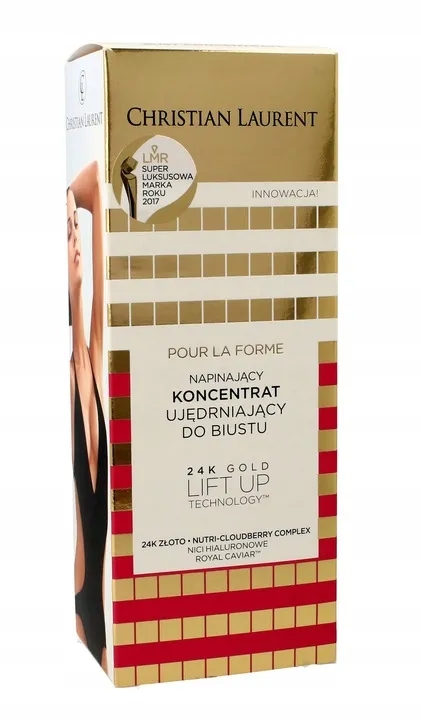 CHRISTIAN LAURENT
CL
CHRISTIAN LAURENT
LMR
SUPER
LUKSUSOWA
MARKA
ROKU
2017
INNOWACJA!
POUR LA FORME
NAPINAJĄCY
KONCENTRAT
UJĘDRNIAJĄCY
DO BIUSTU
24K GOLD
LIFT UP
TECHNOLOGY™
24K ZŁOTO • NUTRI-CLOUDBERRY COMPLEX
NICI HIALURONOWE
ROYAL CAVIAR™